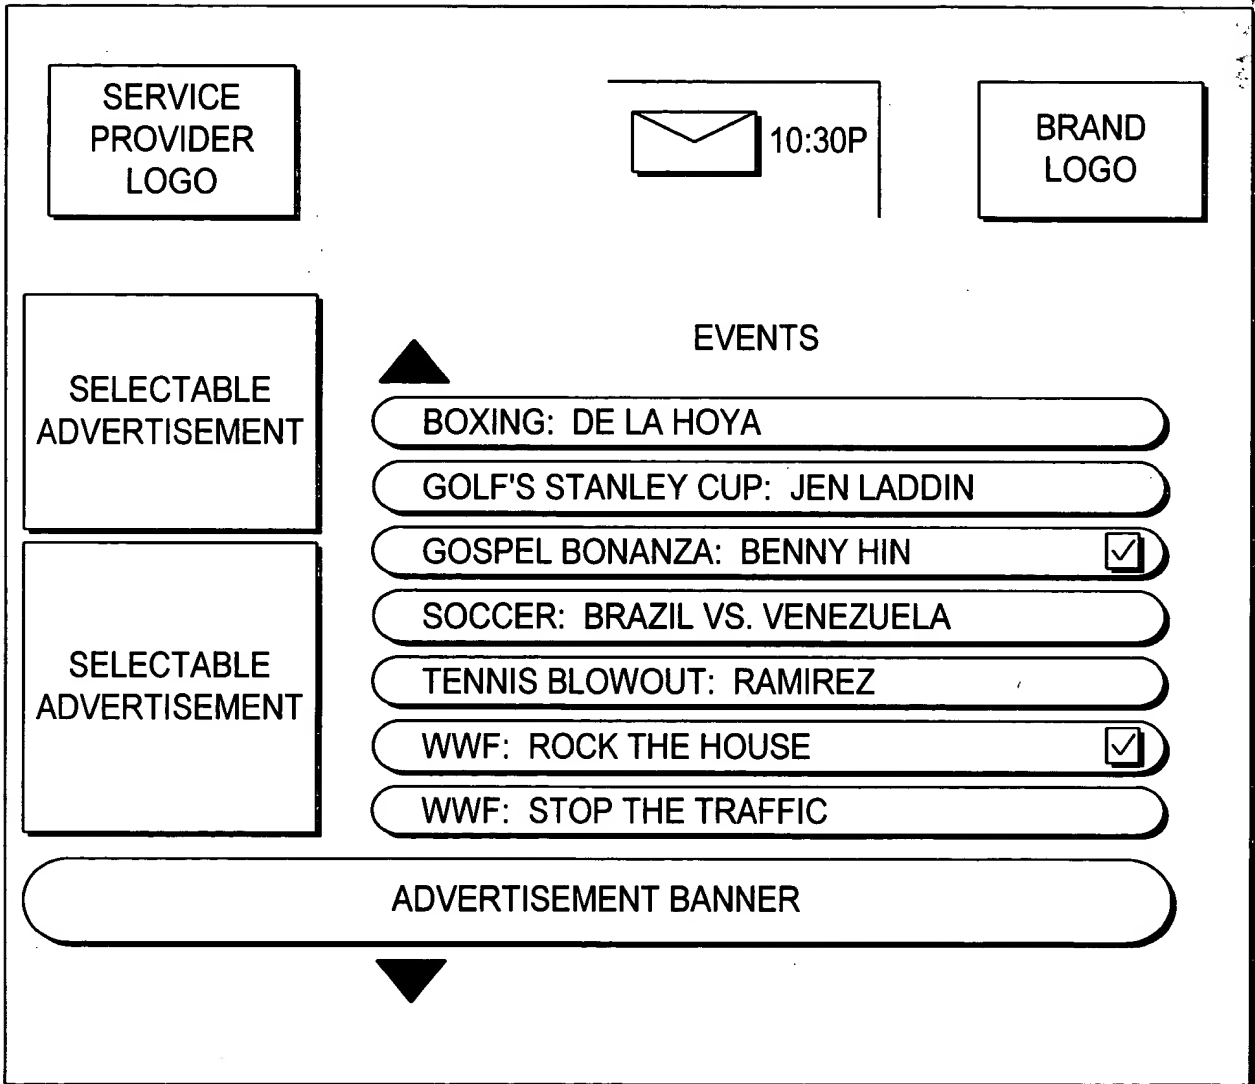 SERVICE
PROVIDER
LOGO
10:30P
BRAND
LOGO
SELECTABLE
ADVERTISEMENT
SELECTABLE
ADVERTISEMENT
EVENTS
BOXING: DE LA HOYA
GOLF'S STANLEY CUP: JEN LADDIN
GOSPEL BONANZA: BENNY HIN
SOCCER: BRAZIL VS. VENEZUELA
TENNIS BLOWOUT: RAMIREZ
WWF: ROCK THE HOUSE
WWF: STOP THE TRAFFIC
ADVERTISEMENT BANNER